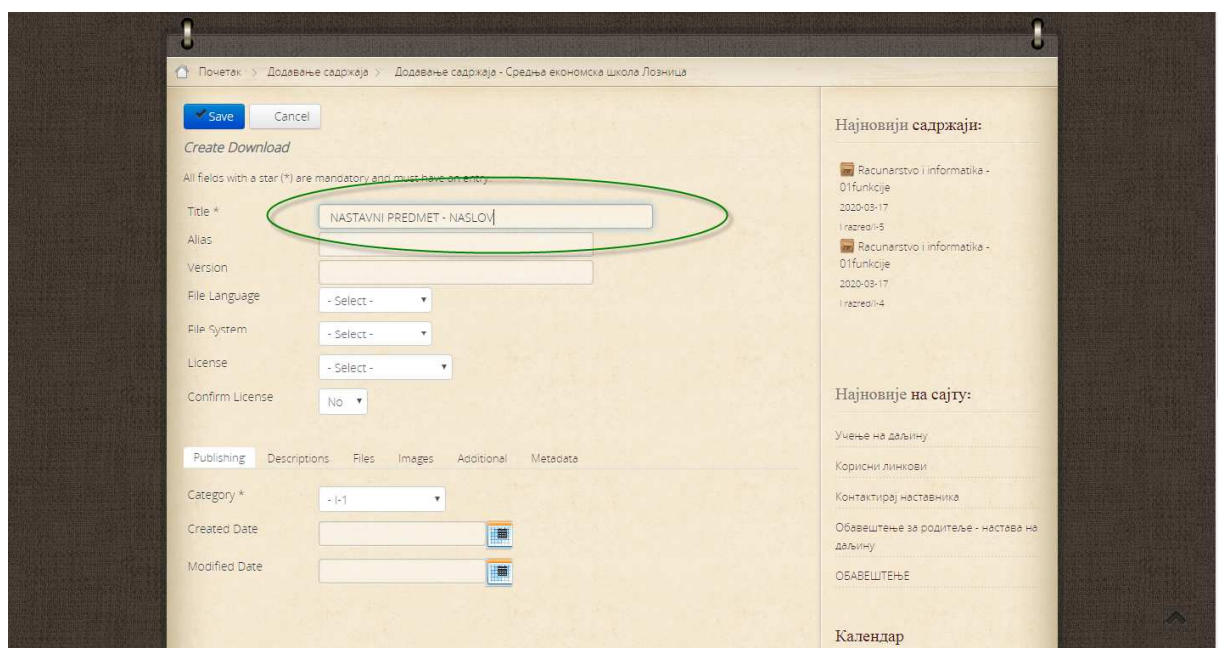 Почетак > Додавање садржаја > Додавање садржаја - Средња економска школа Лозница
Save Cancel
Create Download
All fields with a star (*) are mandatory and must have an entry.
Title * NASTAVNI PREDMET - NASLOV
Alias
Version
File Language - Select -
File System - Select -
License - Select -
Confirm License No
Publishing Descriptions Files Images Additional Metadata
Category * - I-1
Created Date
Modified Date
Најновији садржаји:
Racunarstvo i informatika -
01funkcije
2020-03-17
I razred/I-5
Racunarstvo i informatika -
01funkcije
2020-03-17
I razred/I-4
Најновије на сајту:
Учење на даљину
Корисни линкови
Контактирај наставника
Обавештење за родитеље - настава на
даљину
ОБАВЕШТЕЊЕ
Календар